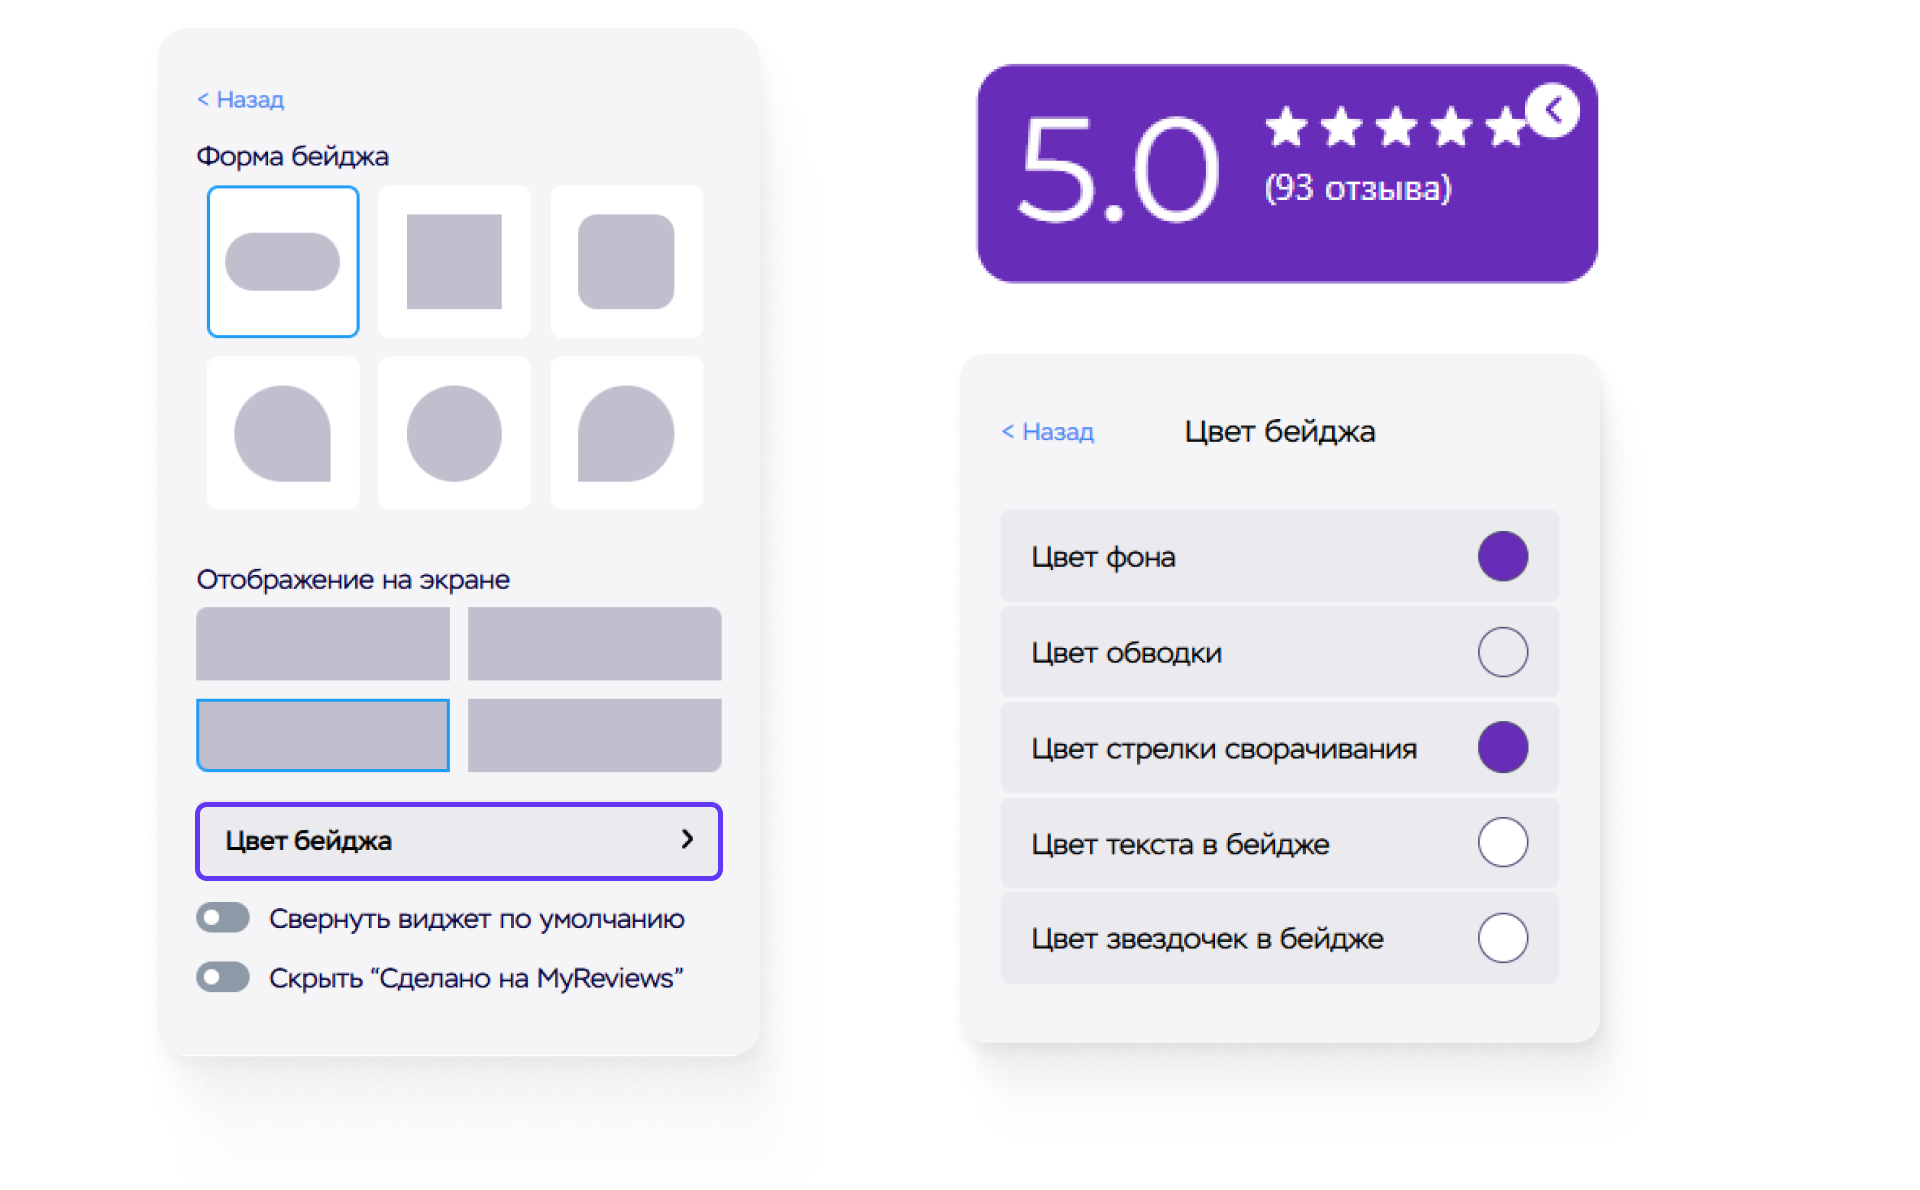 < Назад
Форма бейджа
Отображение на экране
Цвет бейджа
Свернуть виджет по умолчанию
Скрыть “Сделано на MyReviews”
5.0
(93 отзыва)
< Назад
Цвет бейджа
Цвет фона
Цвет обводки
Цвет стрелки сворачивания
Цвет текста в бейдже
Цвет звездочек в бейдже